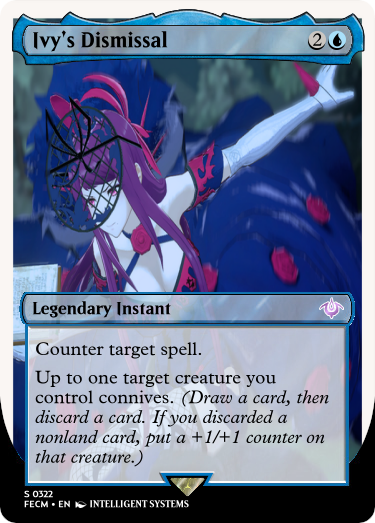 Ivy's Dismissal 2
Legendary Instant
Counter target spell.
Up to one target creature you
control connives. (Draw a card, then
discard a card. If you discarded a
nonland card, put a +1/+1 counter on
that creature.)
S 0322
FECM • EN INTELLIGENT SYSTEMS